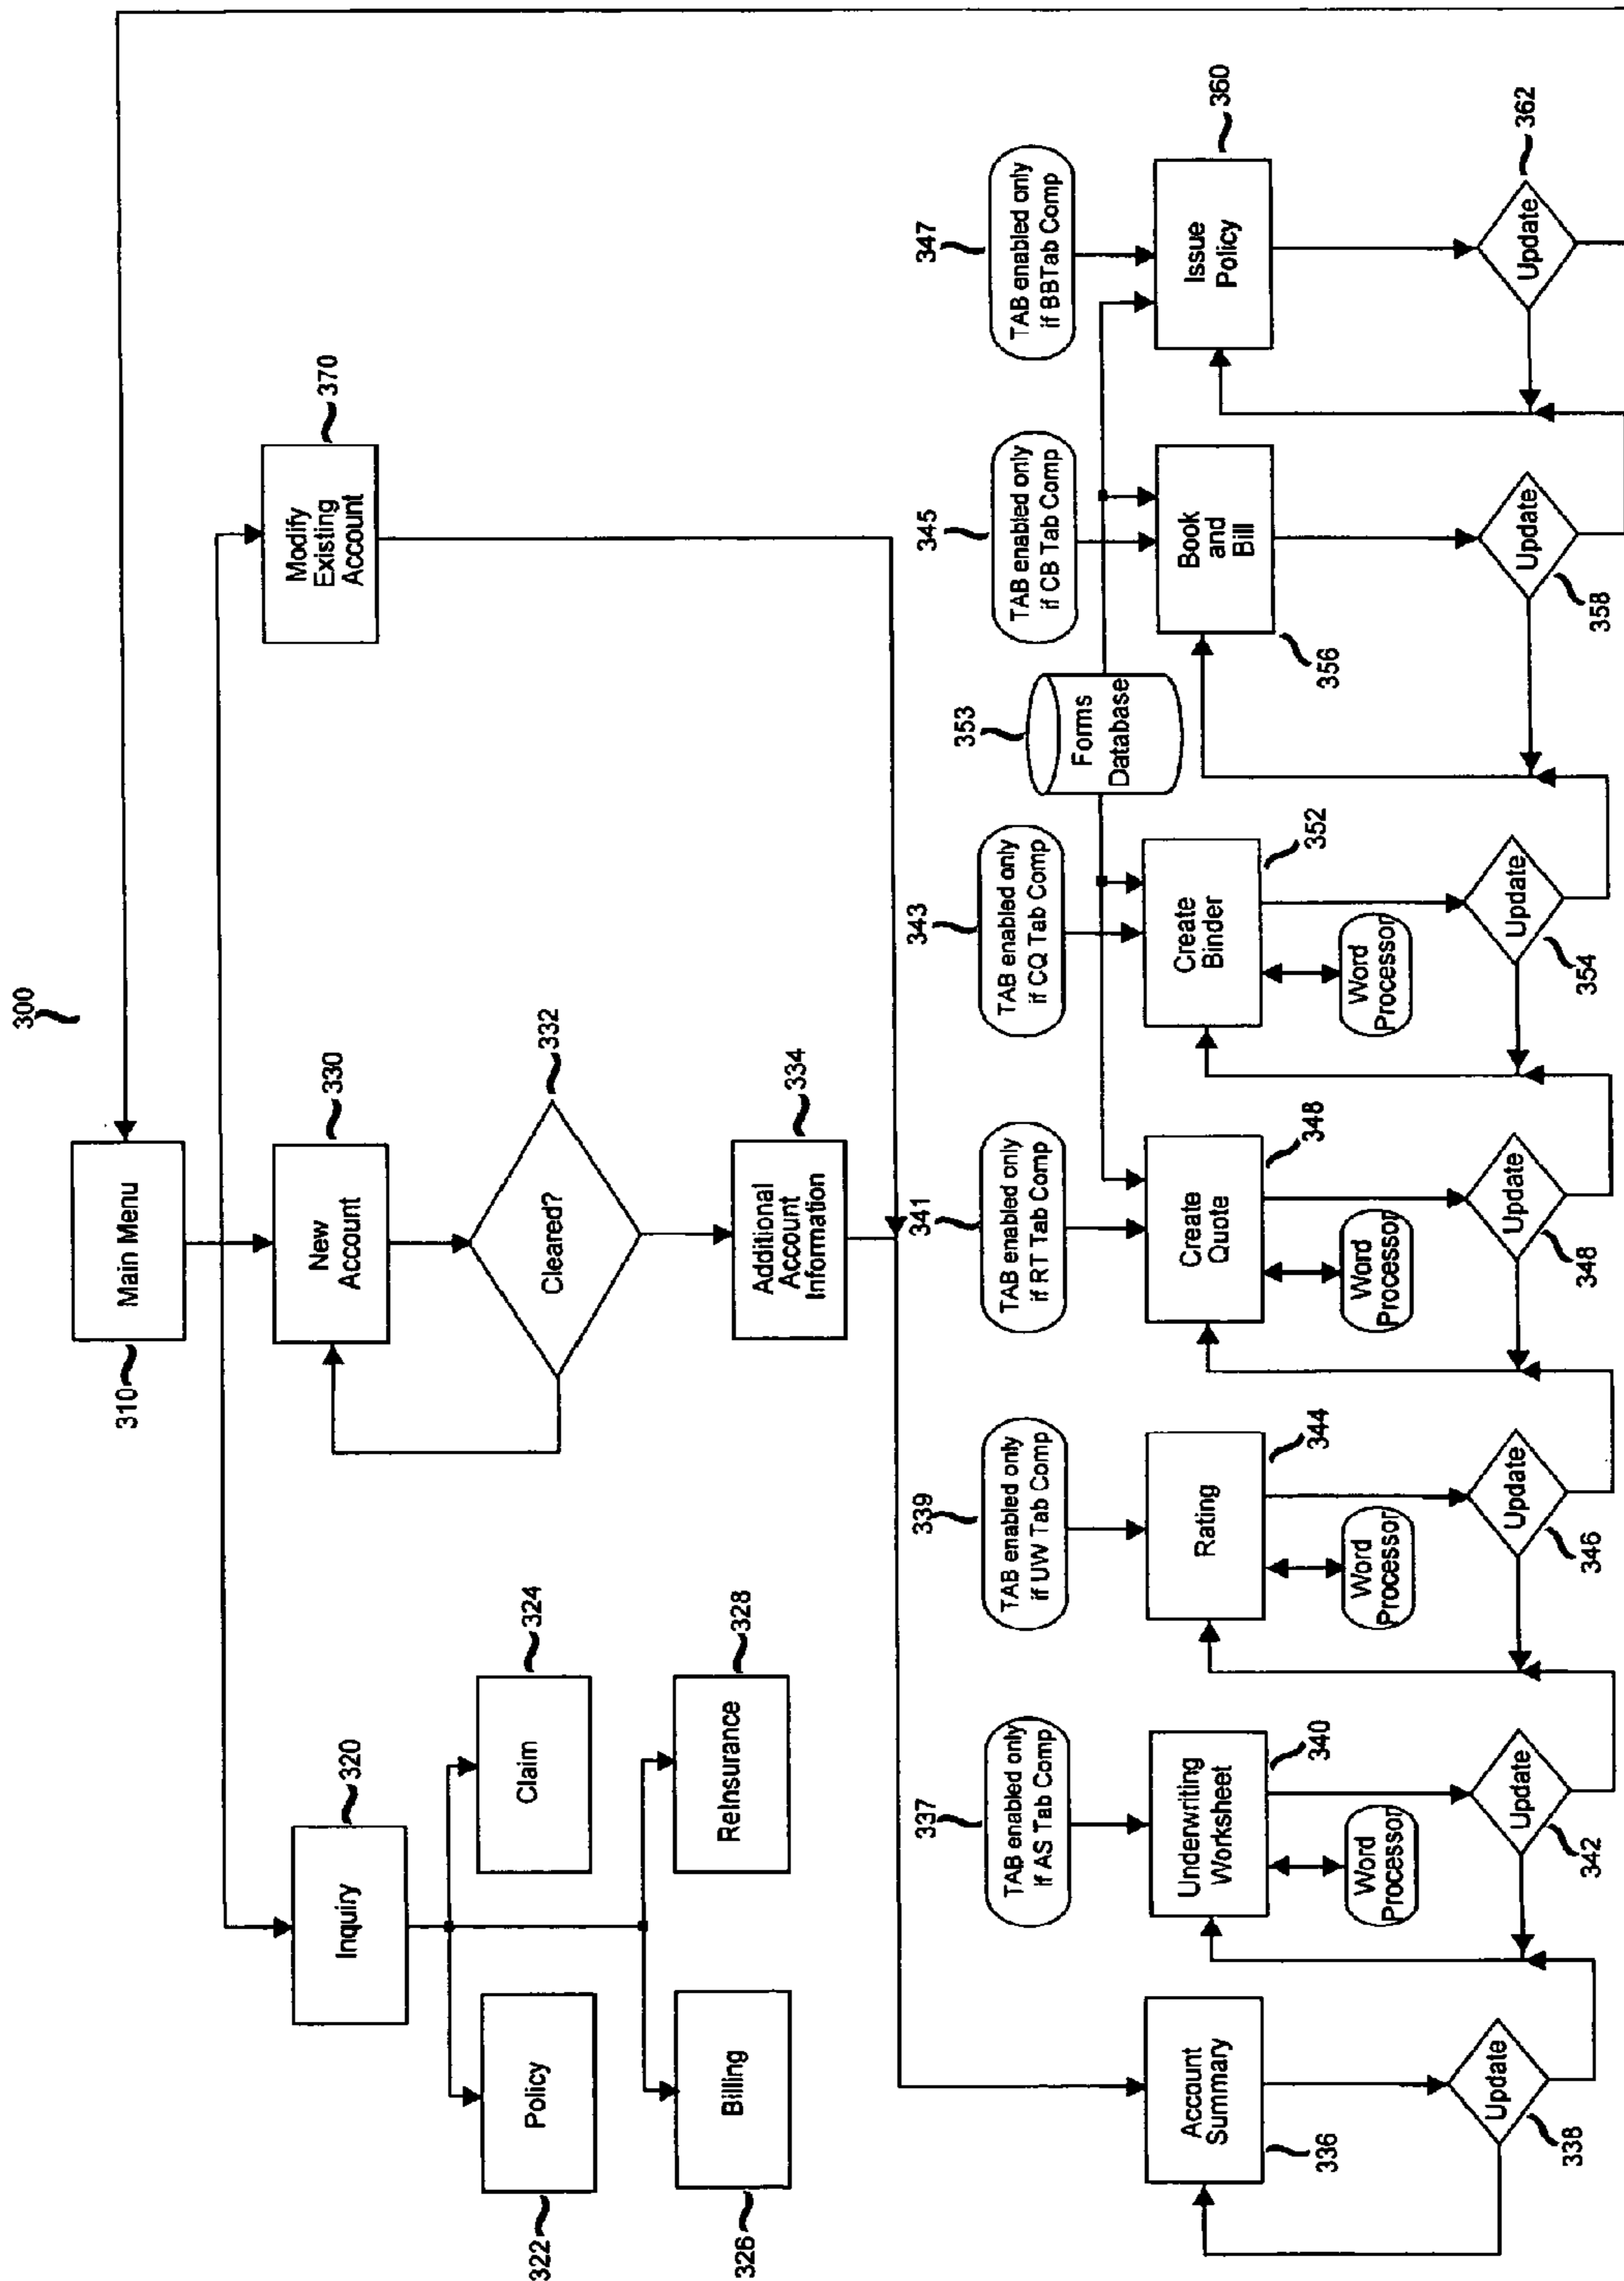 300
Main Menu
310
Inquiry
320
New
Account
330
Modify
Existing
Account
370
Policy
322
Claim
324
Cleared?
332
Billing
326
ReInsurance
328
Additional
Account
Information
334
337
TAB enabled only
if AS Tab Comp
339
TAB enabled only
if UW Tab Comp
341
TAB enabled only
if RT Tab Comp
343
TAB enabled only
if CQ Tab Comp
353
Forms
Database
345
TAB enabled only
if CB Tab Comp
347
TAB enabled only
if BBTab Comp
Account
Summary
336
Underwriting
Worksheet
340
Rating
344
Create
Quote
348
Create
Binder
352
Book
and
Bill
356
Issue
Policy
360
Word
Processor
Word
Processor
Word
Processor
Word
Processor
Update
338
Update
342
Update
346
Update
348
Update
354
Update
358
Update
362